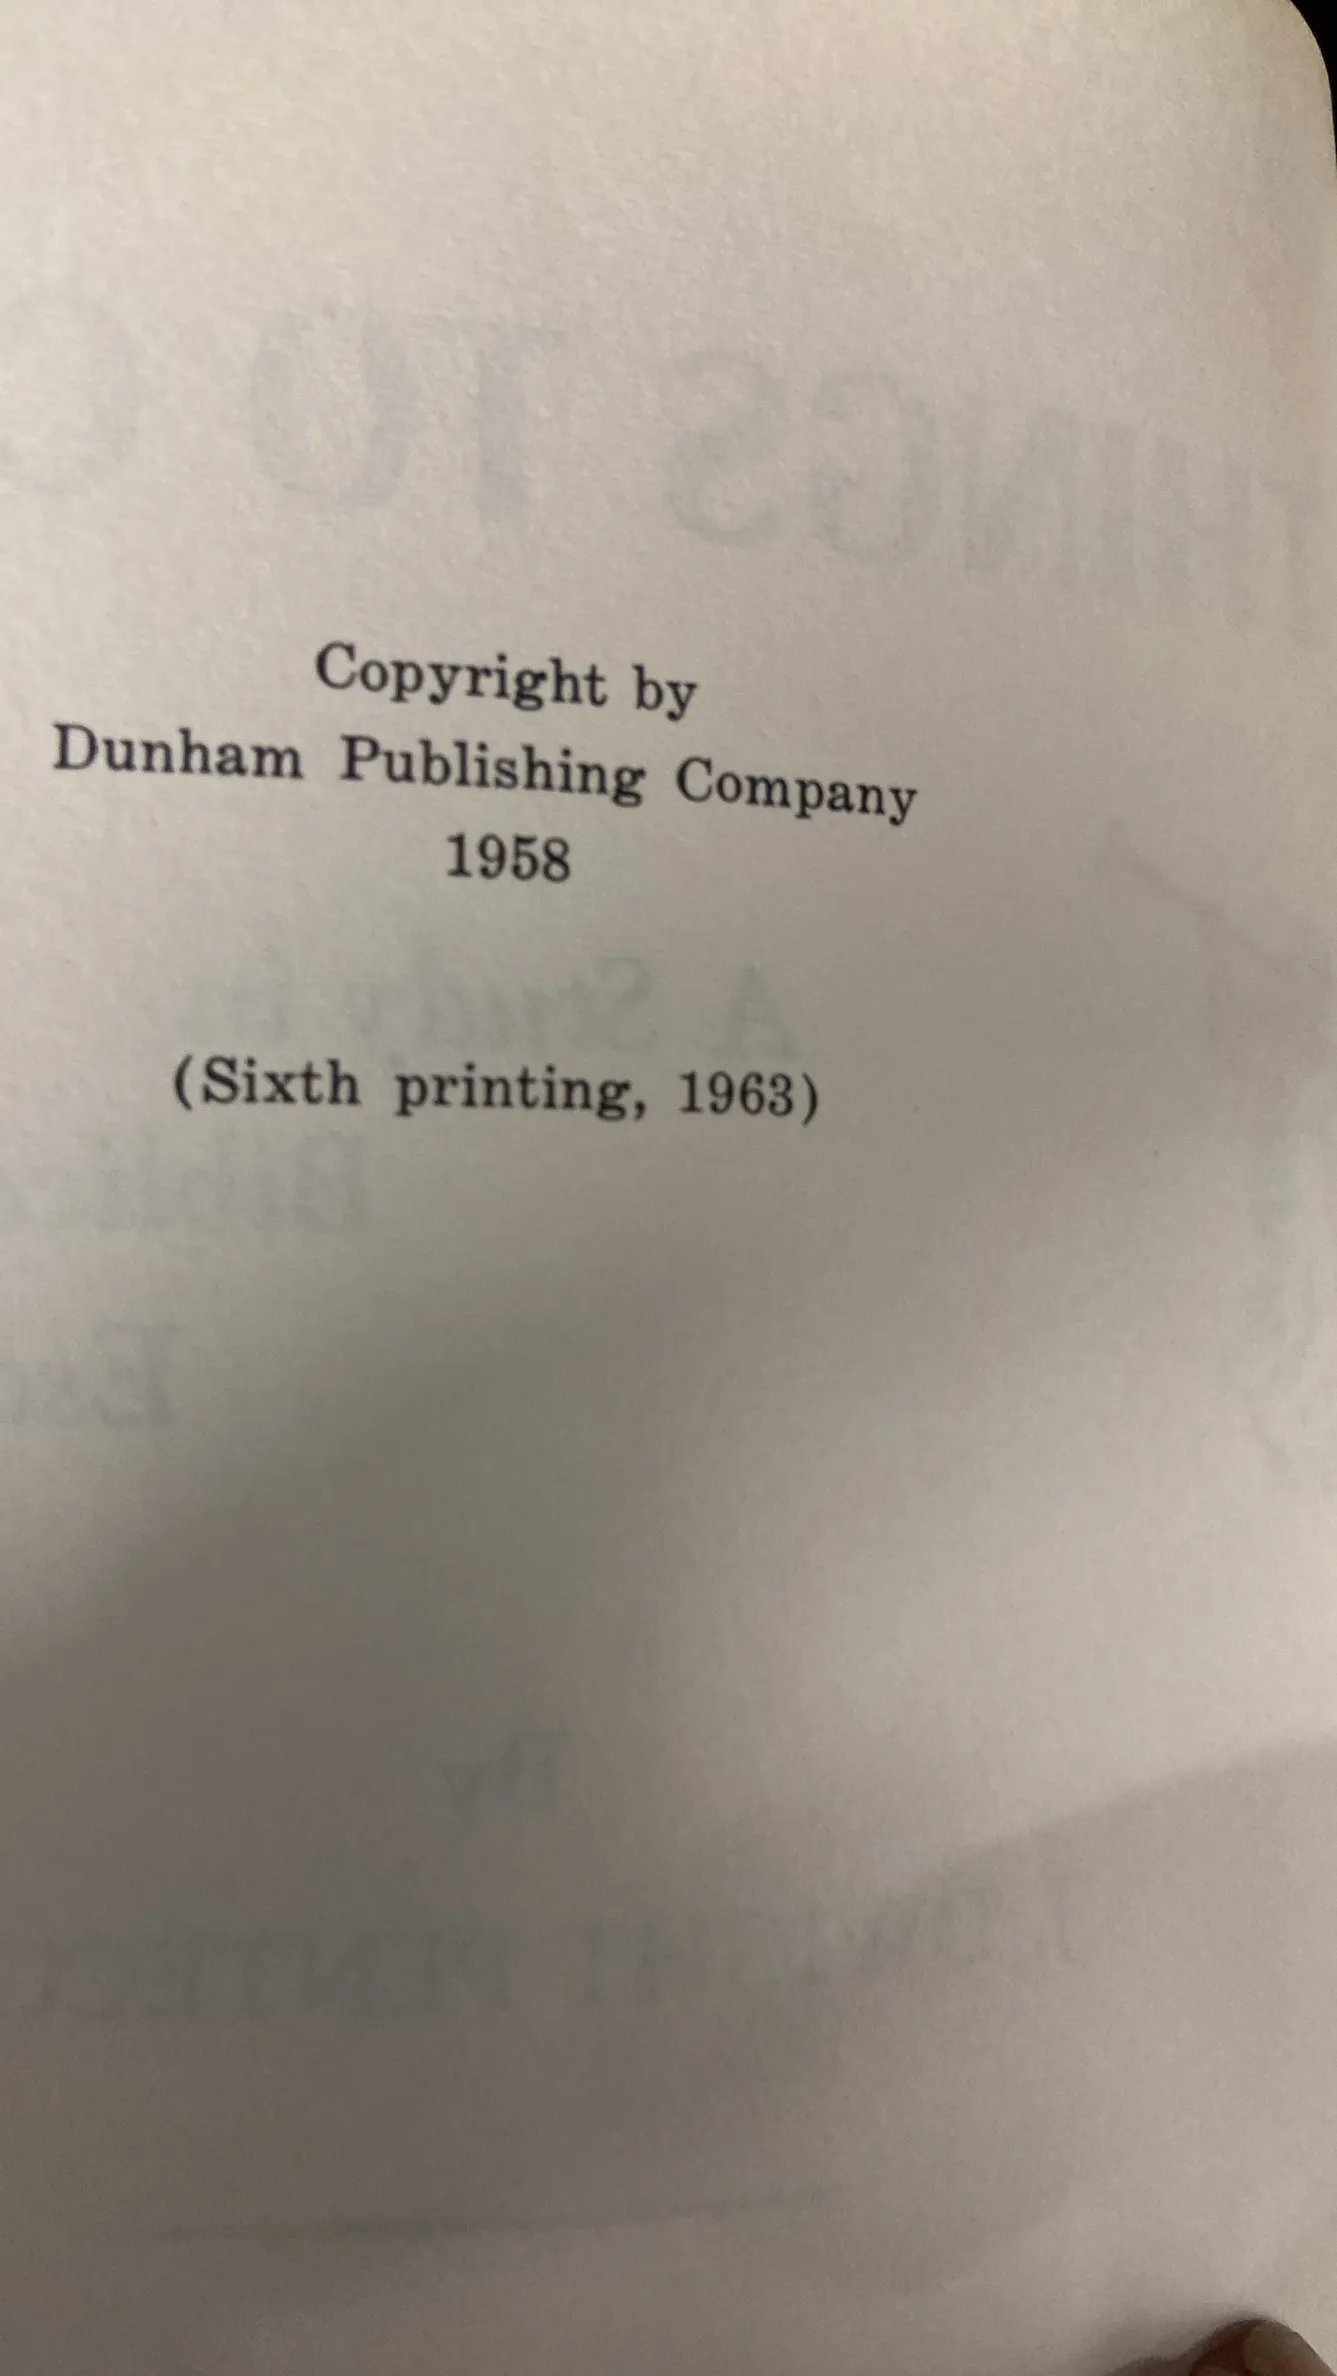 Copyright by
Dunham Publishing Company
1958
(Sixth printing, 1963)